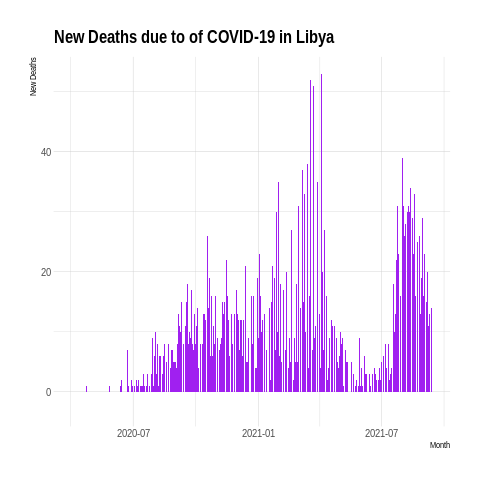 New Deaths due to of COVID-19 in Libya
New Deaths
40
20
0
2020-07
2021-01
2021-07
Month